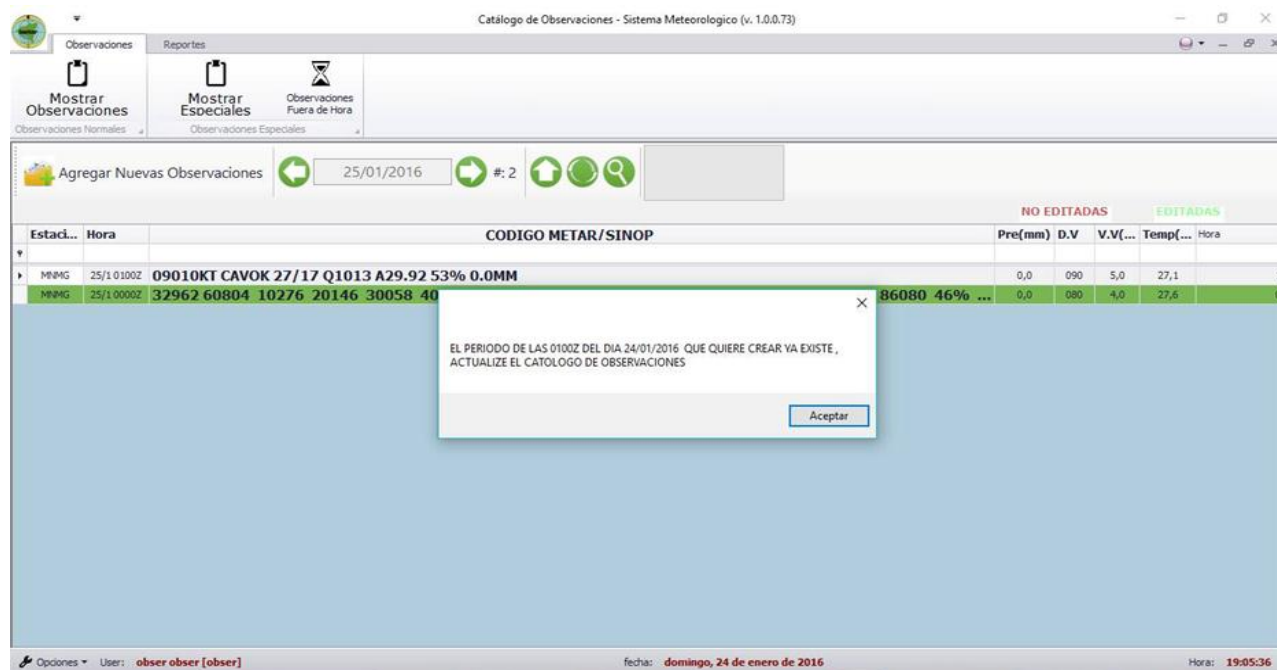 Catálogo de Observaciones - Sistema Meteorologico (v. 1.0.0.73)
Observaciones Reportes
Mostrar Observaciones
Mostrar Especiales
Observaciones Fuera de Hora
Observaciones Normales Observaciones Especiales
Agregar Nuevas Observaciones 25/01/2016 #: 2
NO EDITADAS EDITADAS
Estaci... Hora CODIGO METAR/SINOP Pre(mm) D.V V.V(... Temp(... Hora
MNMG 25/1 0100Z 09010KT CAVOK 27/17 Q1013 A29.92 53% 0.0MM 0,0 090 5,0 27,1
MNMG 25/1 0000Z 32962 60804 10276 20146 30058 40 86080 46% ... 0,0 080 4,0 27,6
EL PERIODO DE LAS 0100Z DEL DIA 24/01/2016 QUE QUIERE CREAR YA EXISTE ,
ACTUALIZE EL CATOLOGO DE OBSERVACIONES
Aceptar
Opciones User: obser obser [obser] fecha: domingo, 24 de enero de 2016 Hora: 19:05:36